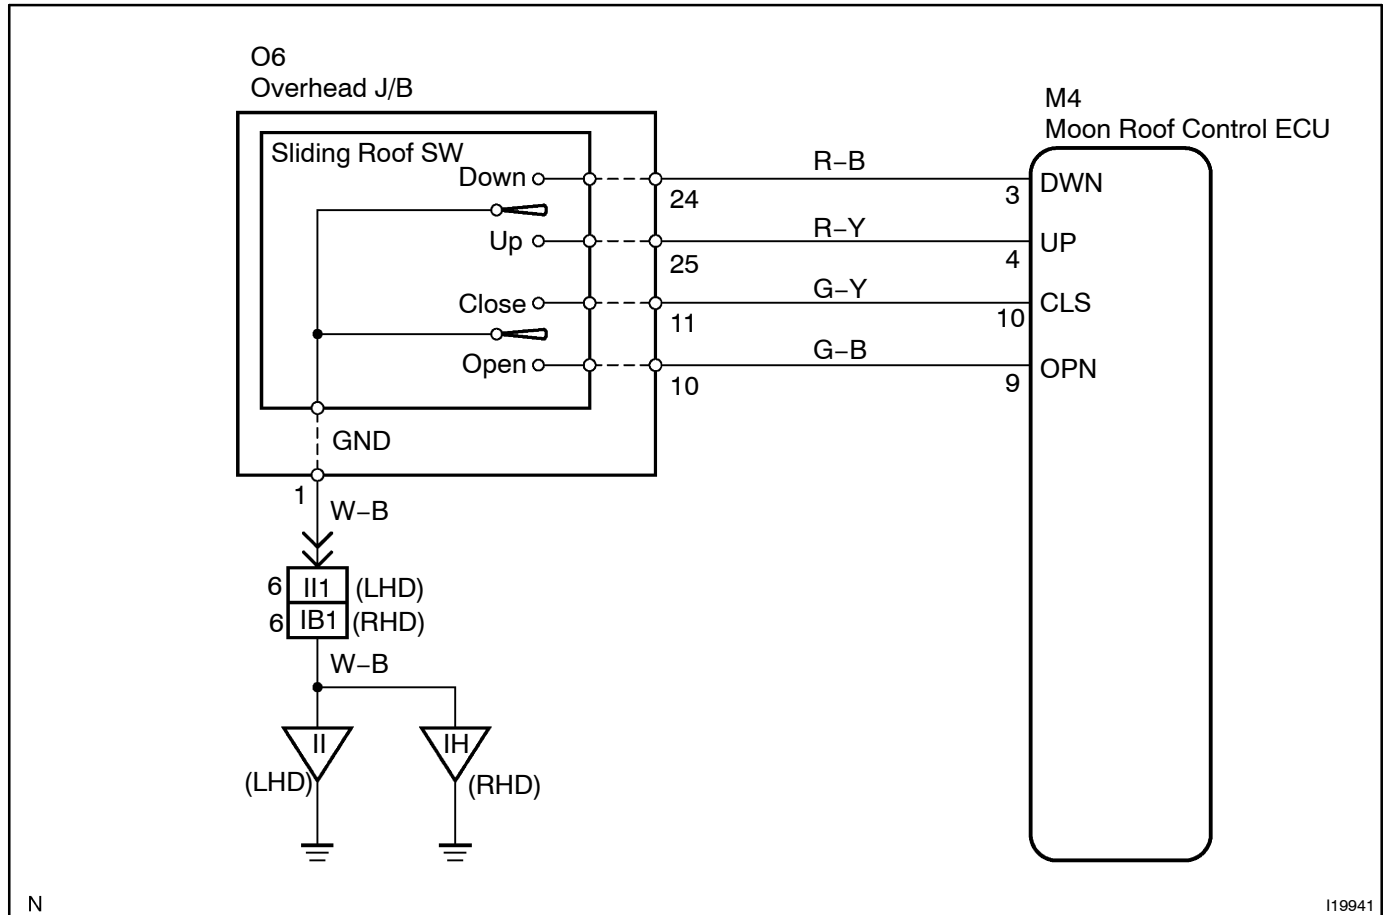 O6
Overhead J/B
M4
Moon Roof Control ECU
Sliding Roof SW
Down
24
R−B
3
DWN
Up
25
R−Y
4
UP
Close
11
G−Y
10
CLS
Open
10
G−B
9
OPN
GND
1
W−B
6 II1 (LHD)
6 IB1 (RHD)
W−B
II
(LHD)
IH
(RHD)
N
I19941